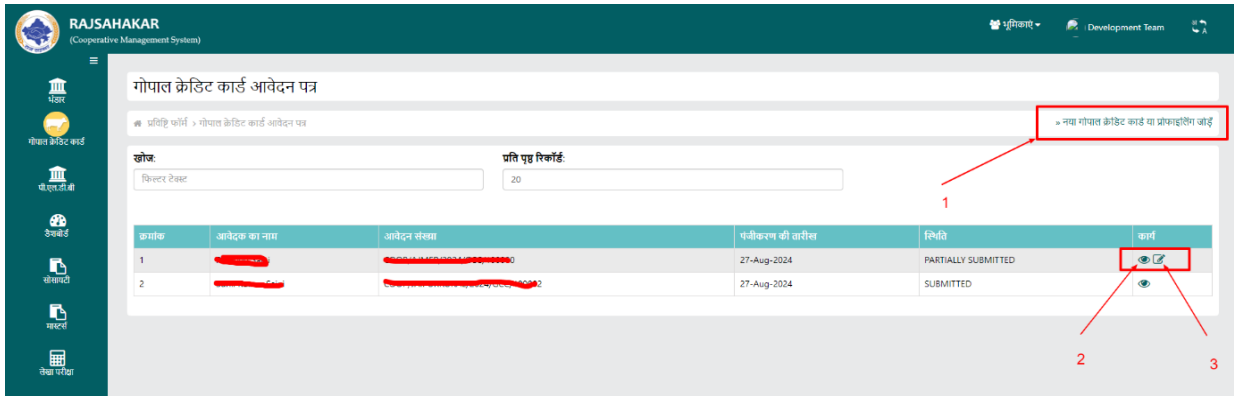 RAJSAHAKAR
(Cooperative Management System)
भूमिकाएं
Development Team
भंडार
गोपाल क्रेडिट कार्ड
पी.एल.डी.बी
डैशबोर्ड
सोसायटी
मास्टर्स
लेखा परीक्षा
गोपाल क्रेडिट कार्ड आवेदन पत्र
प्रविष्टि फॉर्म > गोपाल क्रेडिट कार्ड आवेदन पत्र
» नया गोपाल क्रेडिट कार्ड या प्रोफाइलिंग जोड़ें
खोज: प्रति पृष्ठ रिकॉर्ड:
फिल्टर टेक्स्ट 20
1
क्रमांक आवेदक का नाम आवेदन संख्या पंजीकरण की तारीख स्थिति कार्य
1 27-Aug-2024 PARTIALLY SUBMITTED
2 27-Aug-2024 SUBMITTED
2 3